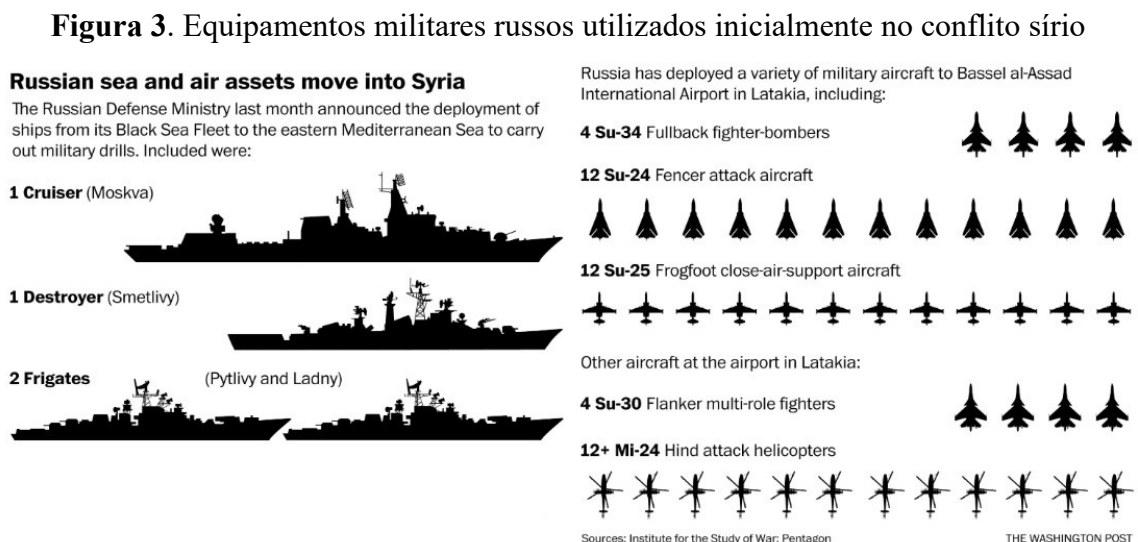 Figura 3. Equipamentos militares russos utilizados inicialmente no conflito sírio
Russian sea and air assets move into Syria
The Russian Defense Ministry last month announced the deployment of
ships from its Black Sea Fleet to the eastern Mediterranean Sea to carry
out military drills. Included were:
1 Cruiser (Moskva)
1 Destroyer (Smetlivy)
2 Frigates (Pytlivy and Ladny)
Russia has deployed a variety of military aircraft to Bassel al-Assad
International Airport in Latakia, including:
4 Su-34 Fullback fighter-bombers
12 Su-24 Fencer attack aircraft
12 Su-25 Frogfoot close-air-support aircraft
Other aircraft at the airport in Latakia:
4 Su-30 Flanker multi-role fighters
12+ Mi-24 Hind attack helicopters
Sources: Institute for the Study of War; Pentagon
THE WASHINGTON POST